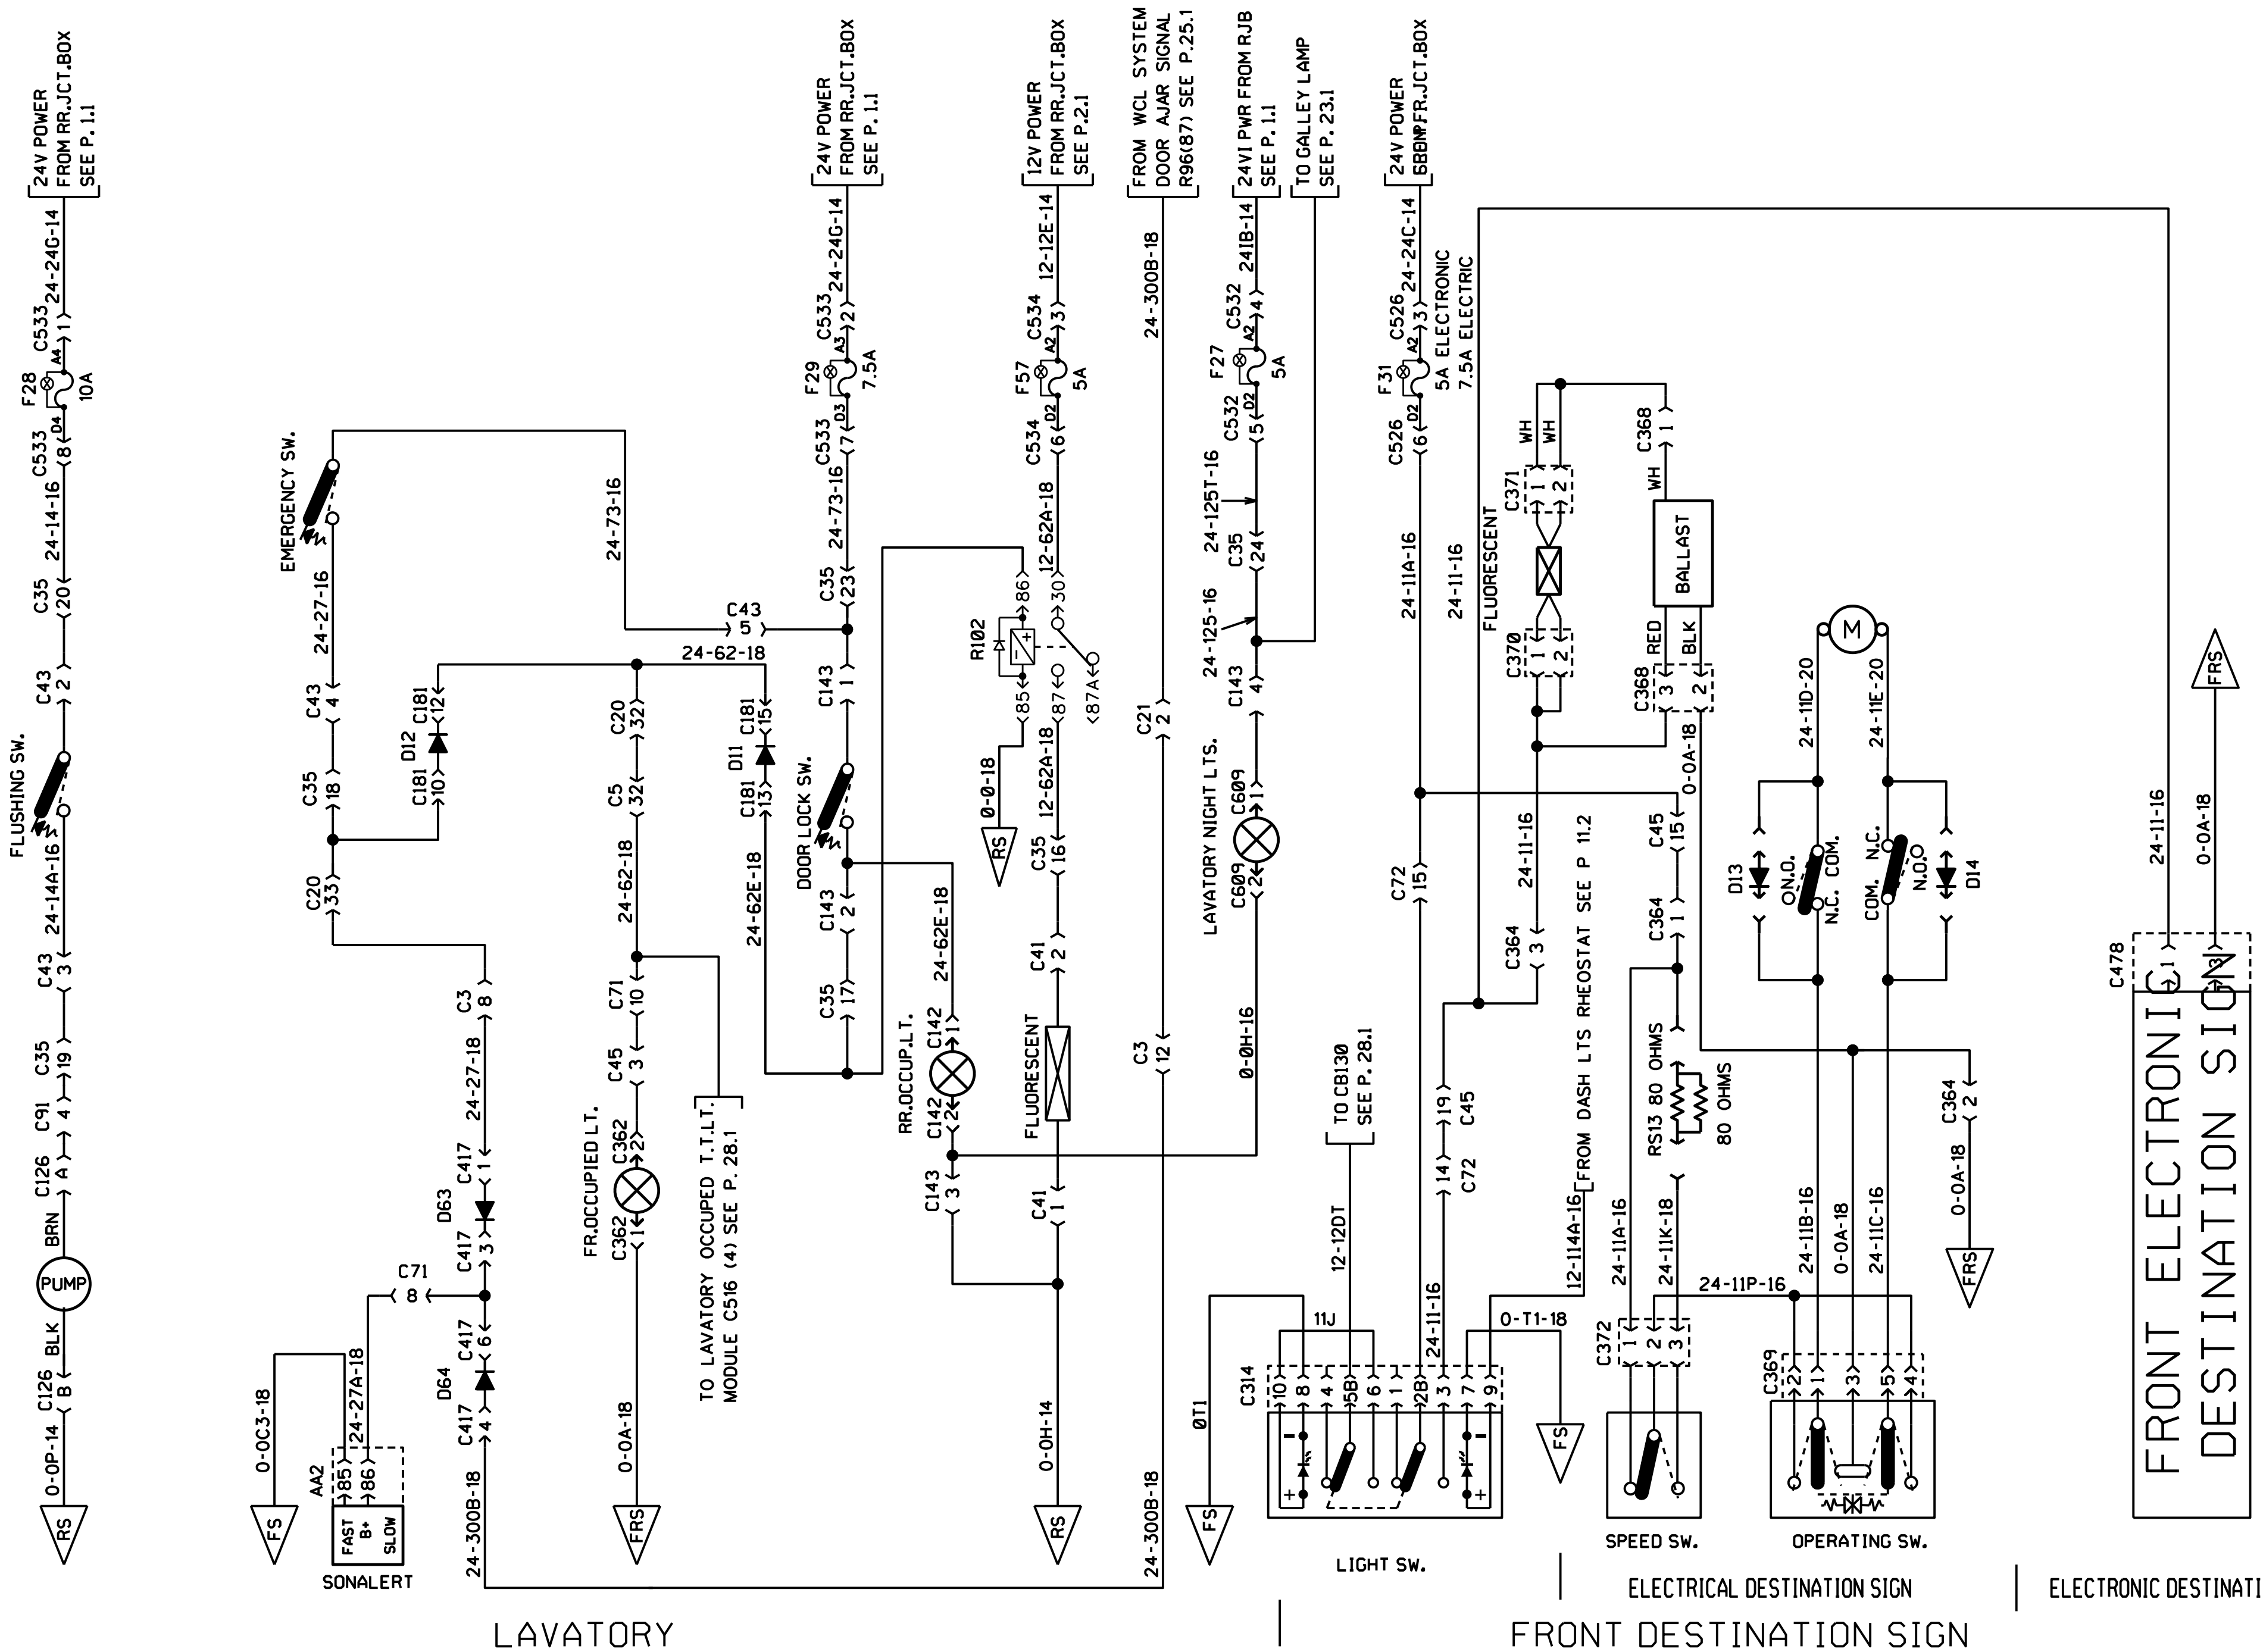 24V POWER
FROM RR.JCT.BOX
SEE P. 1.1
24-24G-14
C533
1
A4
F28
10A
D4
C533
8
24-14-16
C35
20
C43
2
FLUSHING SW.
24-14A-16
C43
3
C35
19
C91
4
C126
A
BRN
PUMP
BLK
C126
B
0-0P-14
RS
EMERGENCY SW.
24-27-16
24-73-16
C43
4
C43
5
C35
18
C181
12
D12
C181
10
C20
33
C3
8
24-27-18
C417
1
D63
C417
3
C71
8
C417
6
D64
C417
4
24-300B-18
24-27A-18
0-0C3-18
FS
AA2
85
86
FAST
B+
SLOW
SONALERT
24V POWER
FROM RR.JCT.BOX
SEE P. 1.1
24-24G-14
C533
2
A3
F29
7.5A
D3
C533
7
24-73-16
C35
23
24-62-18
C143
1
C20
32
C5
32
24-62-18
C71
10
C45
3
FR.OCCUPIED LT.
C362
2
C362
1
0-0A-18
FRS
TO LAVATORY OCCUPED T.T.LT.
MODULE C516 (4) SEE P. 28.1
C181
15
D11
C181
13
24-62E-18
DOOR LOCK SW.
C143
2
C35
17
24-62E-18
RR.OCCUP.LT.
C142
1
C142
2
C143
3
12V POWER
FROM RR.JCT.BOX
SEE P.2.1
12-12E-14
C534
3
A2
F57
5A
D2
C534
6
12-62A-18
R102
86
30
+
-
85
87
87A
0-0-18
RS
12-62A-18
C35
16
C41
2
FLUORESCENT
C41
1
0-0H-14
RS
FROM WCL SYSTEM
DOOR AJAR SIGNAL
R96(87) SEE P.25.1
24-300B-18
C21
2
C3
12
24-300B-18
24VI PWR FROM RJB
SEE P. 1.1
24IB-14
C532
4
A2
F27
5A
D2
C532
5
24-125T-16
C35
24
24-125-16
C143
4
LAVATORY NIGHT LTS.
C609
1
C609
2
0-0H-16
TO GALLEY LAMP
SEE P. 23.1
24V POWER
24-24C-14
C526
3
A2
F31
5A ELECTRONIC
7.5A ELECTRIC
D2
C526
6
24-11A-16
24-11-16
C72
15
FLUORESCENT
WH
WH
C371
1
2
C370
1
2
C368
1
WH
BALLAST
RED
BLK
C368
3
2
24-11-16
0-0A-18
C364
3
C45
15
C364
1
TO CB130
SEE P. 28.1
12-12DT
19
C45
14
C72
24-11-16
FROM DASH LTS RHEOSTAT SEE P 11.2
12-114A-16
RS13 80 OHMS
80 OHMS
24-11A-16
24-11K-18
0T1
FS
11J
0-T1-18
FS
C314
10
8
4
5B
6
1
2B
3
7
9
-
+
-
+
LIGHT SW.
C372
1
2
3
SPEED SW.
M
24-11D-20
24-11E-20
D13
N.O.
N.C.
COM.
COM.
N.C.
N.O.
D14
24-11B-16
0-0A-18
24-11C-16
24-11P-16
C364
2
0-0A-18
FRS
C369
2
1
3
5
4
OPERATING SW.
FRS
24-11-16
0-0A-18
C478
1
3
FRONT ELECTRONIC
DESTINATION SIGN
ELECTRICAL DESTINATION SIGN
ELECTRONIC DESTINATI
LAVATORY
FRONT DESTINATION SIGN